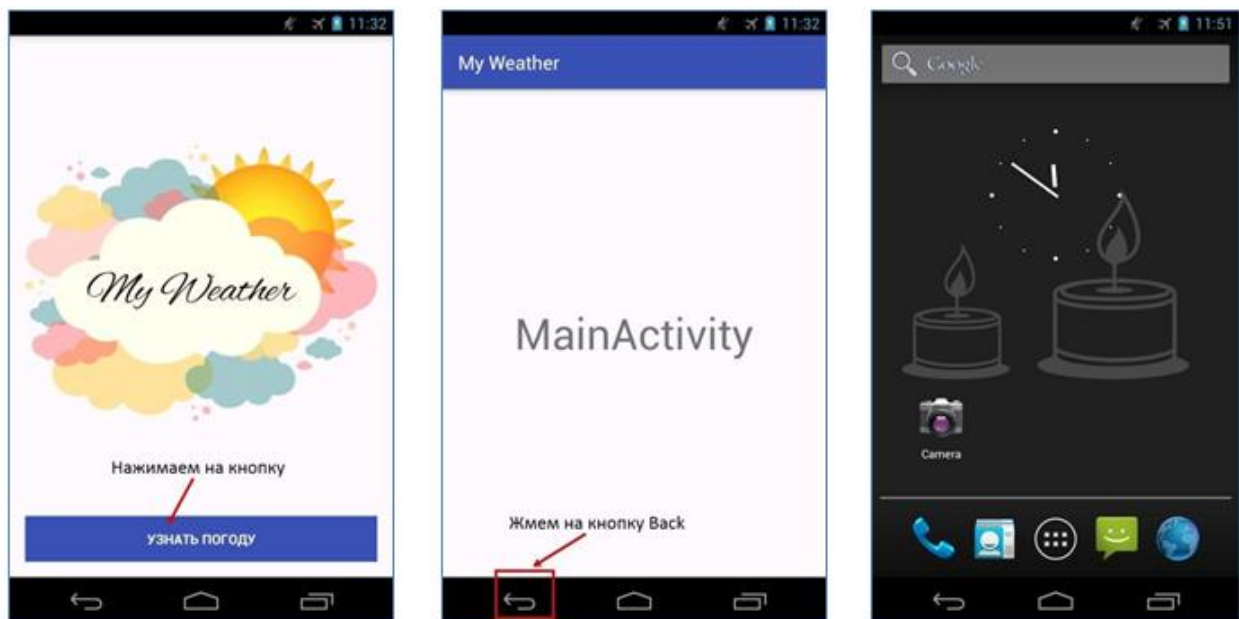 11:32
My Weather
Нажимаем на кнопку
УЗНАТЬ ПОГОДУ
11:32
My Weather
MainActivity
Жмем на кнопку Back
11:51
Google
Camera